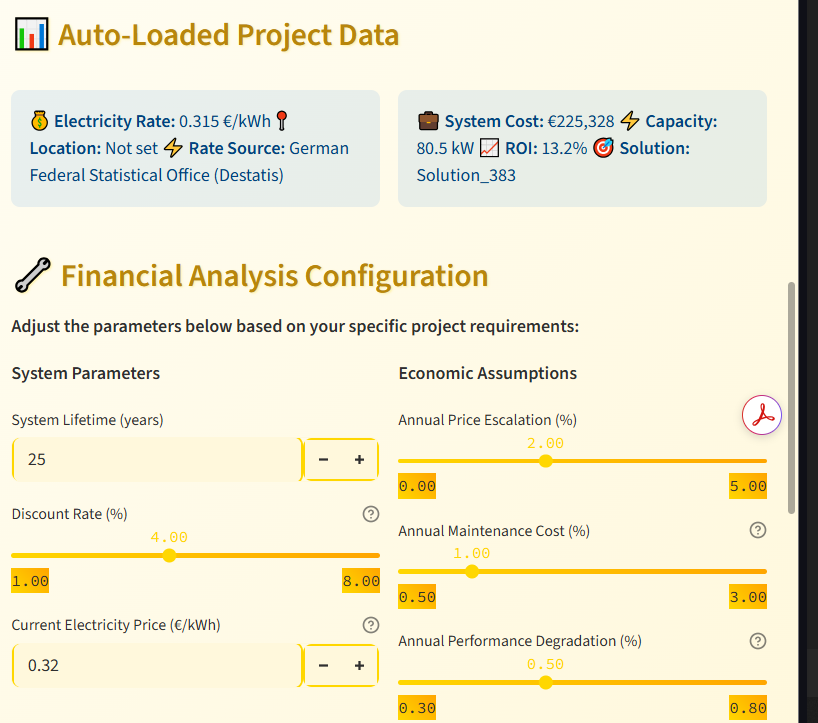 Auto-Loaded Project Data
Electricity Rate: 0.315 €/kWh
Location: Not set Rate Source: German
Federal Statistical Office (Destatis)
System Cost: €225,328 Capacity:
80.5 kW ROI: 13.2% Solution:
Solution_383
Financial Analysis Configuration
Adjust the parameters below based on your specific project requirements:
System Parameters
System Lifetime (years)
25
− +
Discount Rate (%)
4.00
1.00 8.00
Current Electricity Price (€/kWh)
0.32
− +
Economic Assumptions
Annual Price Escalation (%)
2.00
0.00 5.00
Annual Maintenance Cost (%)
1.00
0.50 3.00
Annual Performance Degradation (%)
0.50
0.30 0.80